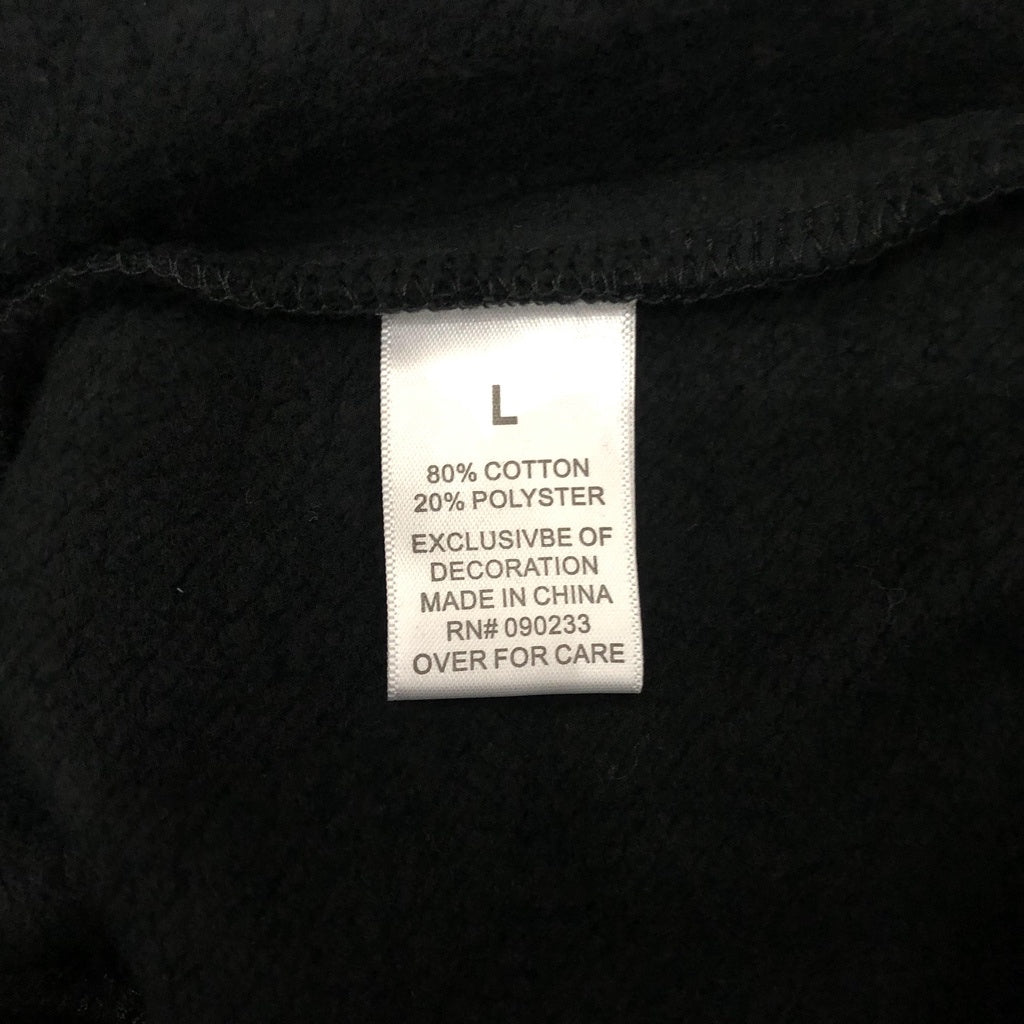 L
80% COTTON
20% POLYSTER
EXCLUSIVBE OF
DECORATION
MADE IN CHINA
RN# 090233
OVER FOR CARE